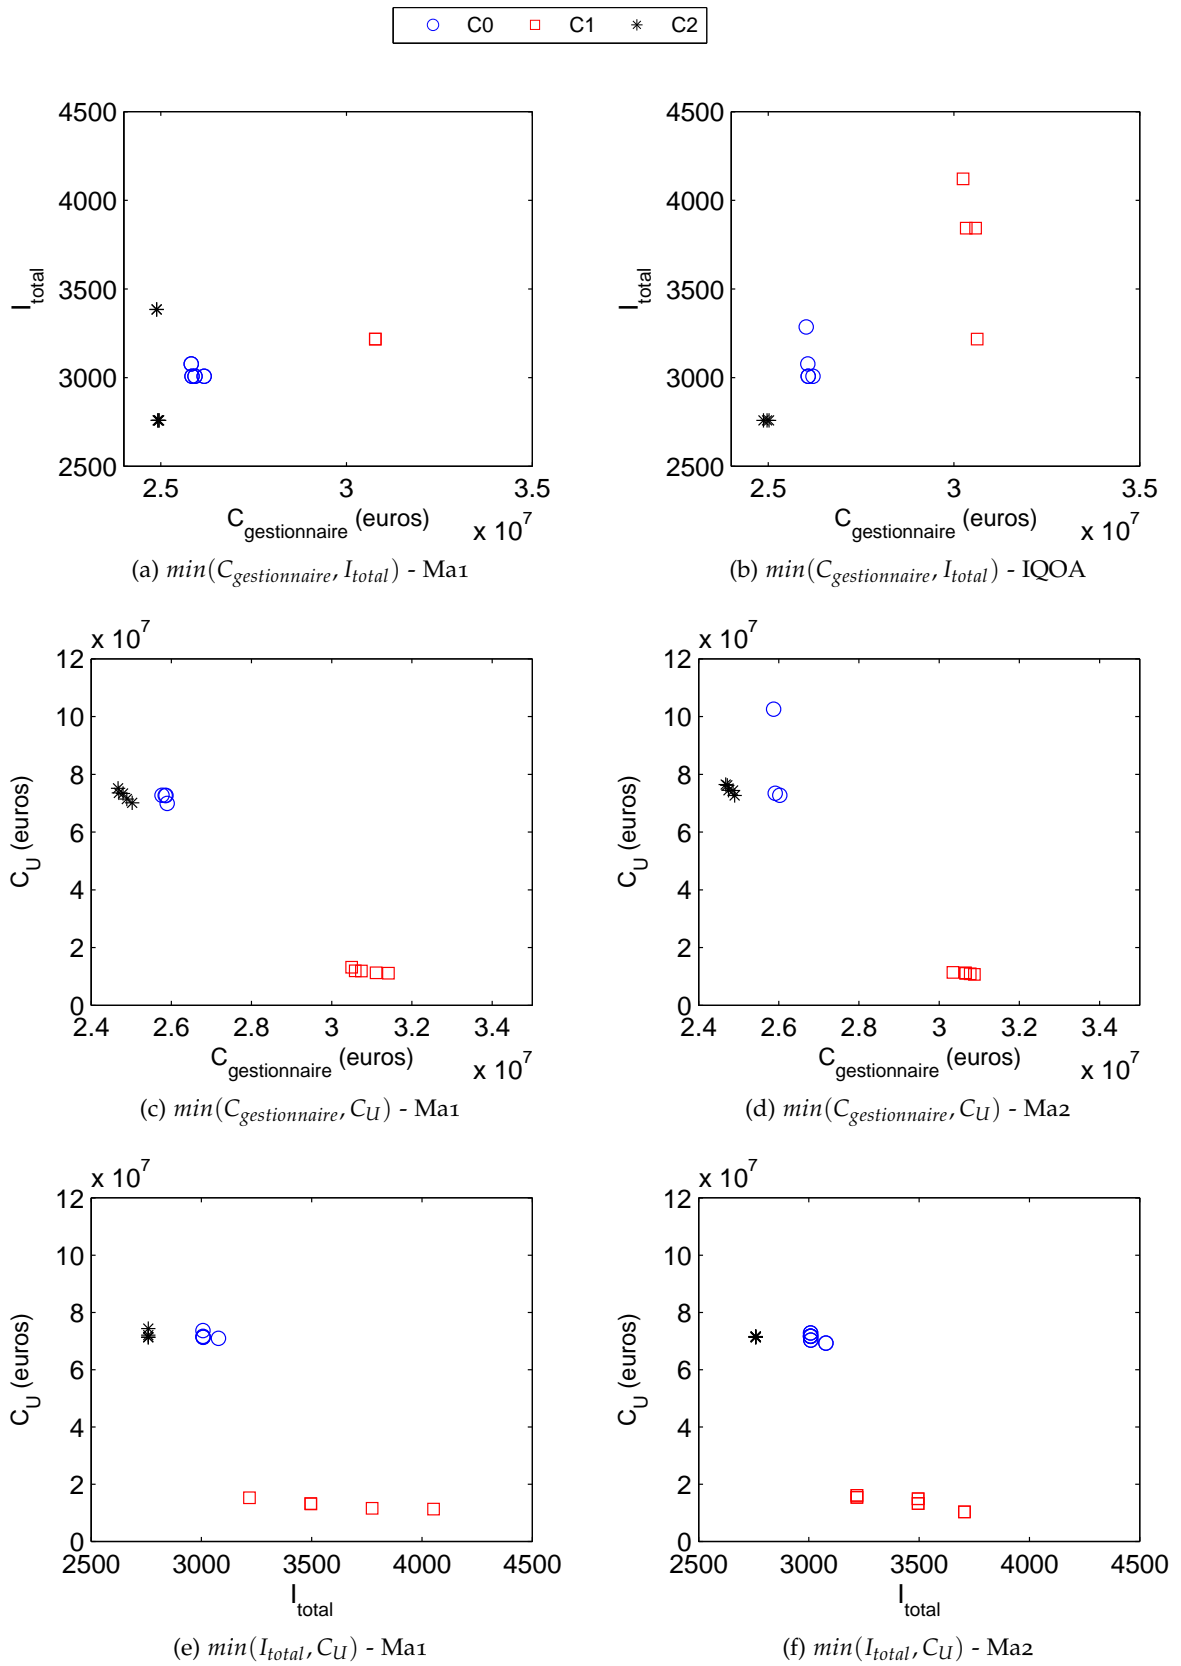 C0 C1 C2
4500 4500
4000 4000
3500 3500
I_total I_total
3000 3000
2500 2500
2.5 3 3.5 2.5 3 3.5
C_gestionnaire (euros) x 10^7 C_gestionnaire (euros) x 10^7
(a) min(C_gestionnaire, I_total) - Ma1 (b) min(C_gestionnaire, I_total) - IQOA
x 10^7 x 10^7
12 12
10 10
8 8
C_U (euros) C_U (euros)
6 6
4 4
2 2
0 0
2.4 2.6 2.8 3 3.2 3.4 2.4 2.6 2.8 3 3.2 3.4
C_gestionnaire (euros) x 10^7 C_gestionnaire (euros) x 10^7
(c) min(C_gestionnaire, C_U) - Ma1 (d) min(C_gestionnaire, C_U) - Ma2
x 10^7 x 10^7
12 12
10 10
8 8
C_U (euros) C_U (euros)
6 6
4 4
2 2
0 0
2500 3000 3500 4000 4500 2500 3000 3500 4000 4500
I_total I_total
(e) min(I_total, C_U) - Ma1 (f) min(I_total, C_U) - Ma2